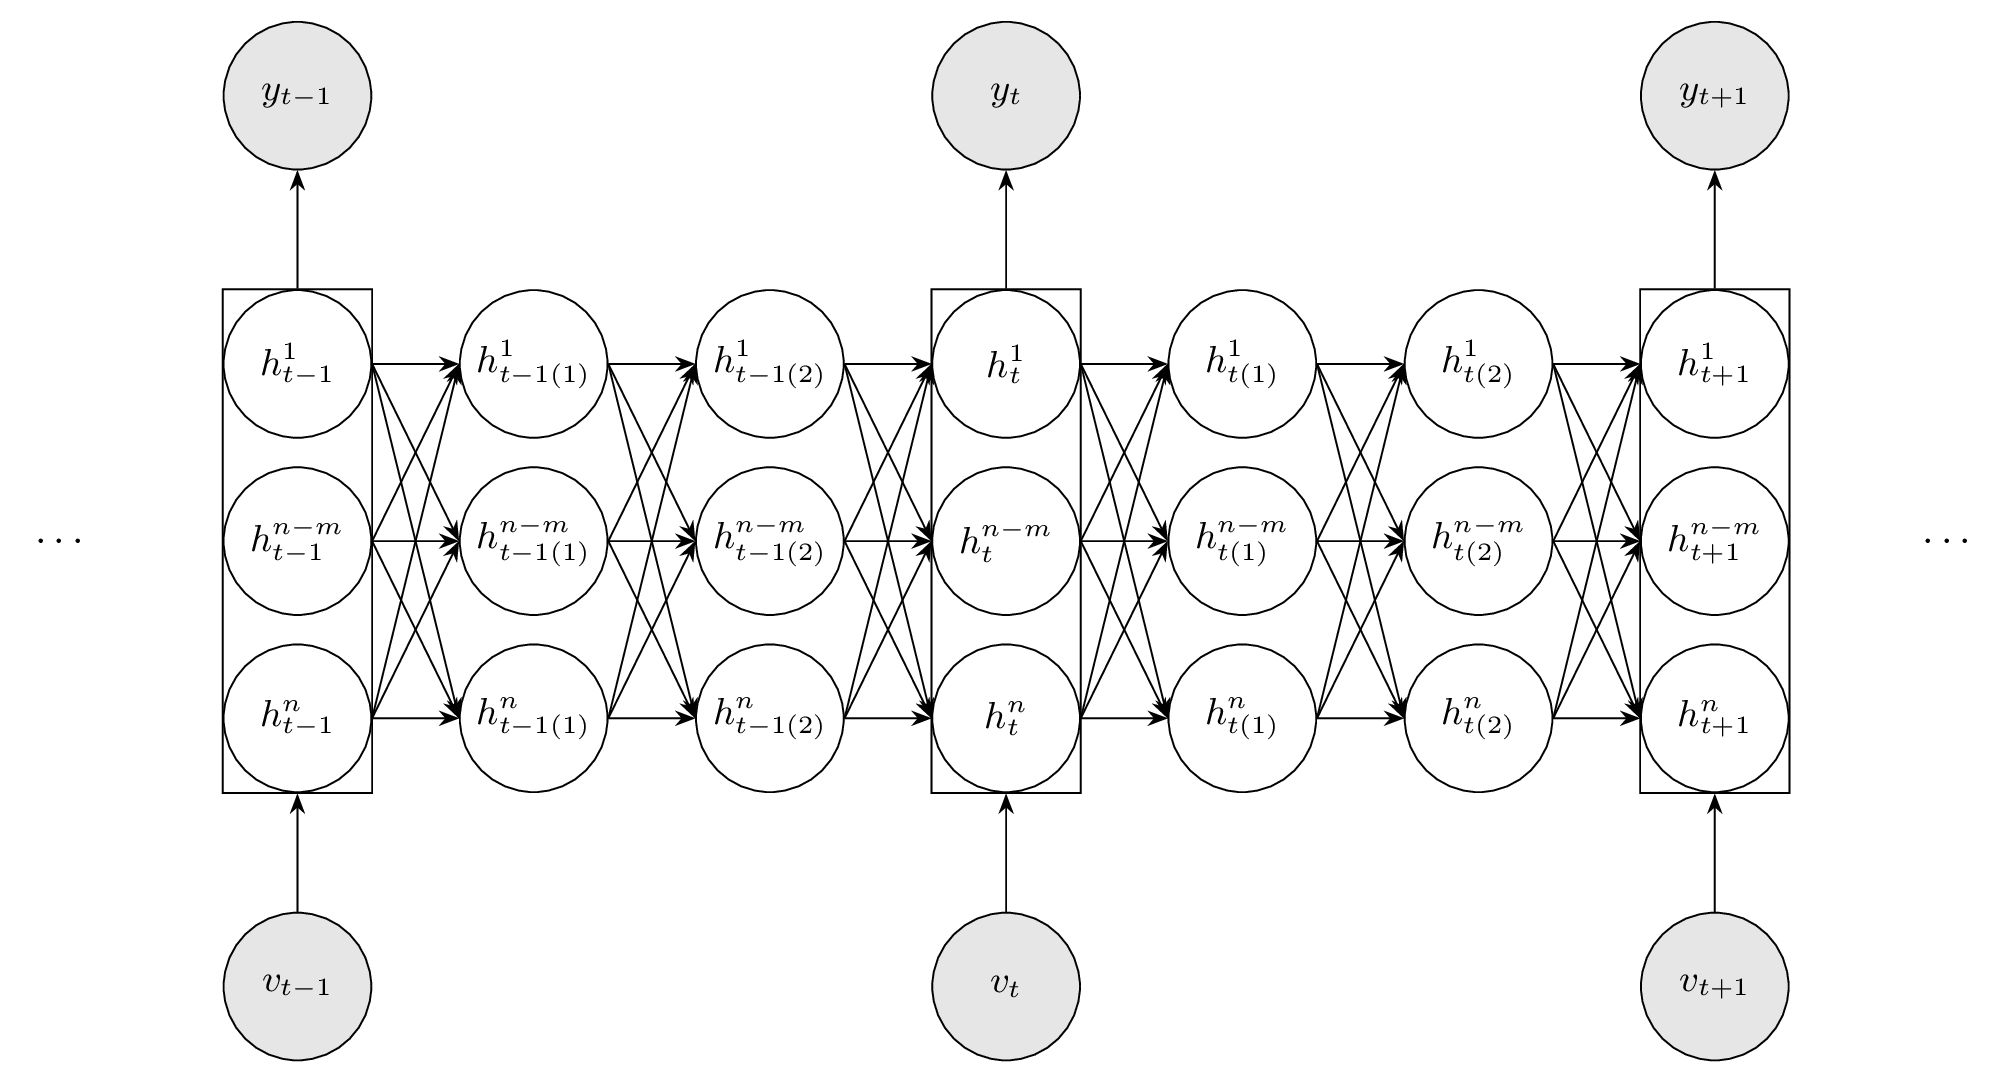 y_{t−1} y_t y_{t+1}
h^1_{t−1} h^1_{t−1(1)} h^1_{t−1(2)} h^1_t h^1_{t(1)} h^1_{t(2)} h^1_{t+1}
··· h^{n−m}_{t−1} h^{n−m}_{t−1(1)} h^{n−m}_{t−1(2)} h^{n−m}_t h^{n−m}_{t(1)} h^{n−m}_{t(2)} h^{n−m}_{t+1} ···
h^n_{t−1} h^n_{t−1(1)} h^n_{t−1(2)} h^n_t h^n_{t(1)} h^n_{t(2)} h^n_{t+1}
v_{t−1} v_t v_{t+1}